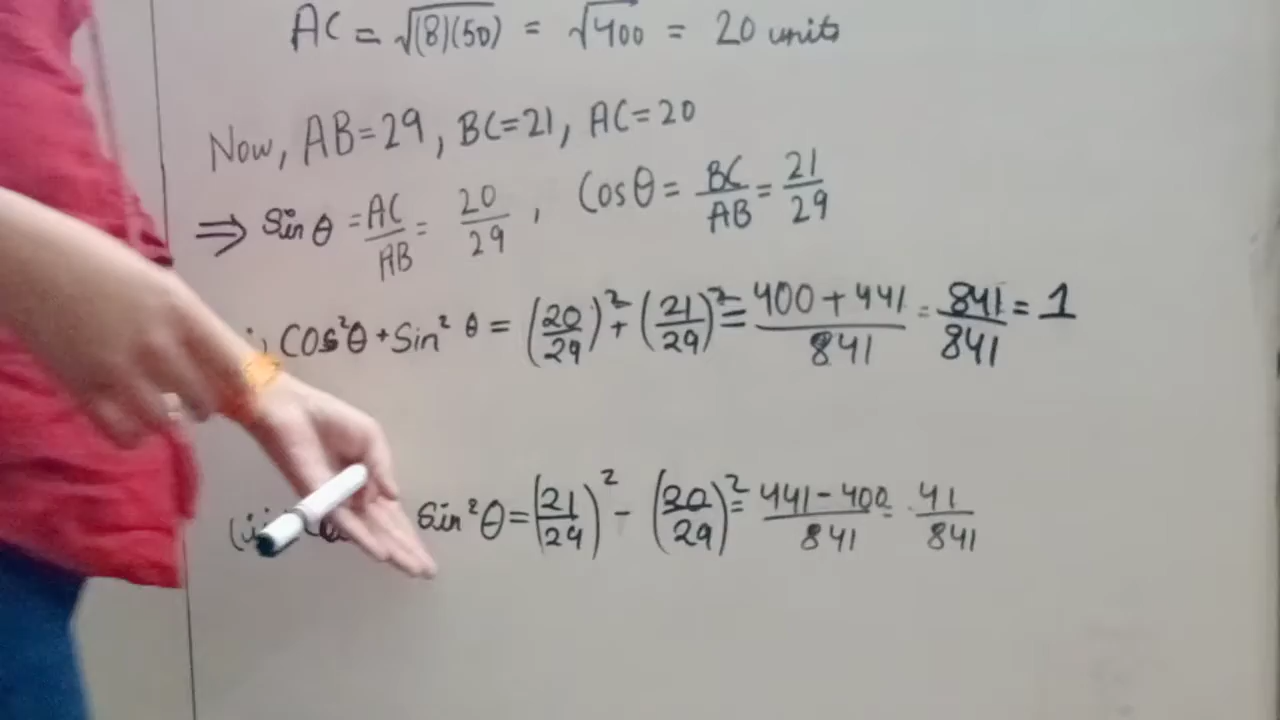 AC = √(8)(50) = √400 = 20 units
Now, AB=29, BC=21, AC=20
⇒ Sin θ = AC/AB = 20/29, Cosθ = BC/AB = 21/29
Cos²θ + Sin² θ = (20/29)² + (21/29)² = (400 + 441)/841 = 841/841 = 1
Sin²θ = (21/29)² - (20/29)² = (441 - 400)/841 = 41/841